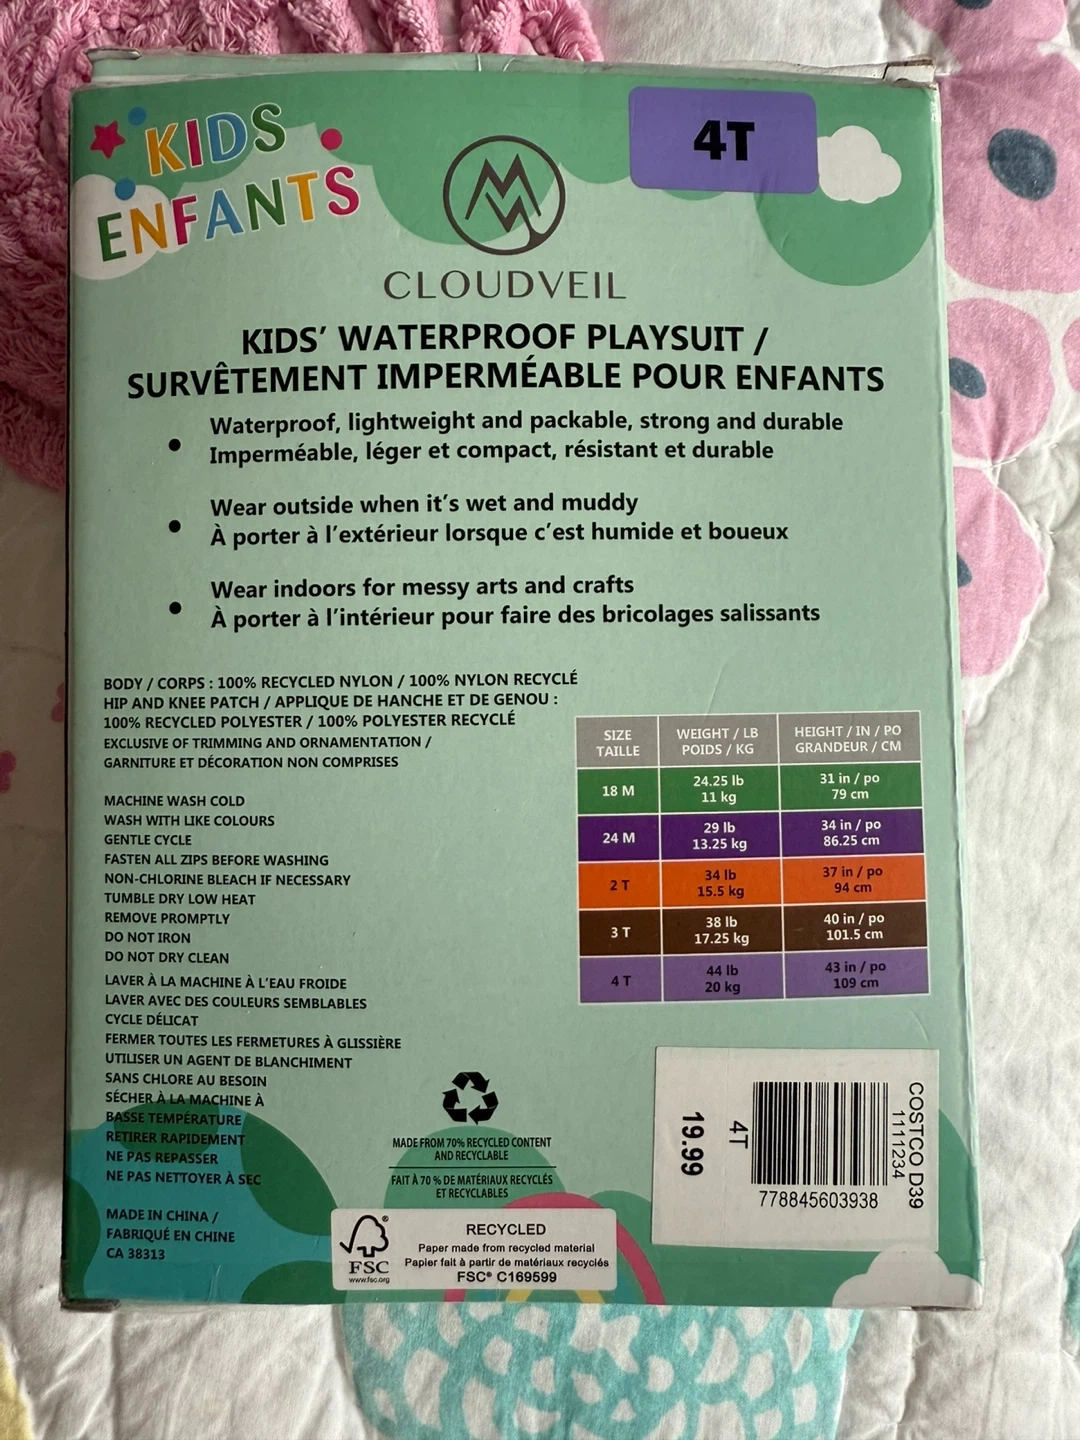 KIDS
ENFANTS
4T
CLOUDVEIL
KIDS' WATERPROOF PLAYSUIT /
SURVÊTEMENT IMPERMÉABLE POUR ENFANTS
• Waterproof, lightweight and packable, strong and durable
Imperméable, léger et compact, résistant et durable
• Wear outside when it's wet and muddy
À porter à l'extérieur lorsque c'est humide et boueux
• Wear indoors for messy arts and crafts
À porter à l'intérieur pour faire des bricolages salissants
BODY / CORPS : 100% RECYCLED NYLON / 100% NYLON RECYCLÉ
HIP AND KNEE PATCH / APPLIQUE DE HANCHE ET DE GENOU :
100% RECYCLED POLYESTER / 100% POLYESTER RECYCLÉ
EXCLUSIVE OF TRIMMING AND ORNAMENTATION /
GARNITURE ET DÉCORATION NON COMPRISES
MACHINE WASH COLD
WASH WITH LIKE COLOURS
GENTLE CYCLE
FASTEN ALL ZIPS BEFORE WASHING
NON-CHLORINE BLEACH IF NECESSARY
TUMBLE DRY LOW HEAT
REMOVE PROMPTLY
DO NOT IRON
DO NOT DRY CLEAN
LAVER À LA MACHINE À L'EAU FROIDE
LAVER AVEC DES COULEURS SEMBLABLES
CYCLE DÉLICAT
FERMER TOUTES LES FERMETURES À GLISSIÈRE
UTILISER UN AGENT DE BLANCHIMENT
SANS CHLORE AU BESOIN
SÉCHER À LA MACHINE À
BASSE TEMPÉRATURE
RETIRER RAPIDEMENT
NE PAS REPASSER
NE PAS NETTOYER À SEC
MADE IN CHINA /
FABRIQUÉ EN CHINE
CA 38313
SIZE WEIGHT / LB HEIGHT / IN / PO
TAILLE POIDS / KG GRANDEUR / CM
18 M 24.25 lb 31 in / po
11 kg 79 cm
24 M 29 lb 34 in / po
13.25 kg 86.25 cm
2 T 34 lb 37 in / po
15.5 kg 94 cm
3 T 38 lb 40 in / po
17.25 kg 101.5 cm
4 T 44 lb 43 in / po
20 kg 109 cm
MADE FROM 70% RECYCLED CONTENT
AND RECYCLABLE
FAIT À 70 % DE MATÉRIAUX RECYCLÉS
ET RECYCLABLES
FSC®
www.fsc.org
RECYCLED
Paper made from recycled material
Papier fait à partir de matériaux recyclés
FSC® C169599
COSTCO D39
1111234
778845603938
4T
19.99